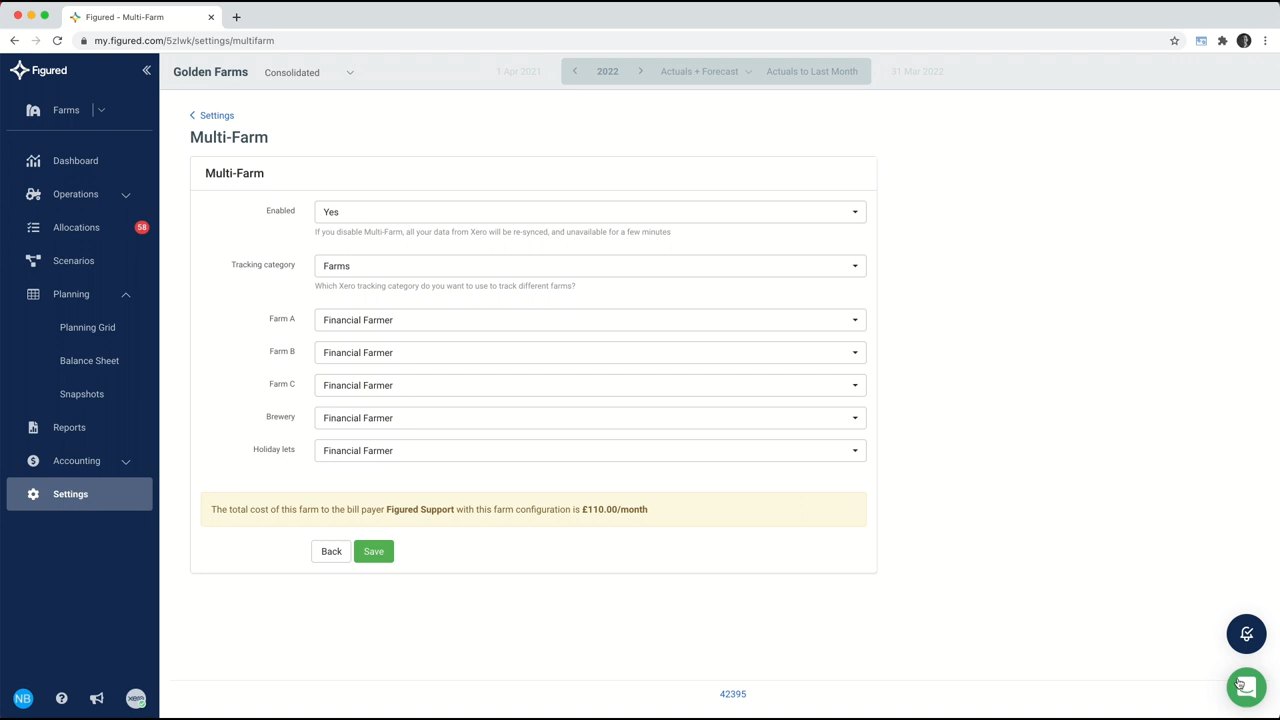 Figured - Multi-Farm
my.figured.com/5zlwk/settings/multifarm
Figured
Farms
Dashboard
Operations
Allocations 58
Scenarios
Planning
Planning Grid
Balance Sheet
Snapshots
Reports
Accounting
Settings
NB
xero
Golden Farms Consolidated 1 Apr 2021 2022 Actuals + Forecast Actuals to Last Month 31 Mar 2022
Settings
Multi-Farm
Multi-Farm
Enabled Yes
If you disable Multi-Farm, all your data from Xero will be re-synced, and unavailable for a few minutes
Tracking category Farms
Which Xero tracking category do you want to use to track different farms?
Farm A Financial Farmer
Farm B Financial Farmer
Farm C Financial Farmer
Brewery Financial Farmer
Holiday lets Financial Farmer
The total cost of this farm to the bill payer Figured Support with this farm configuration is £110.00/month
Back Save
42395